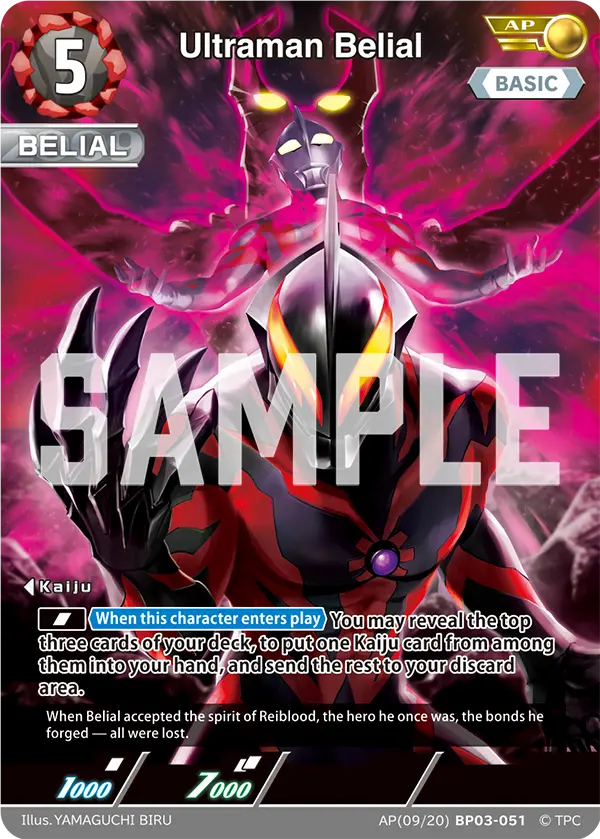 5
Ultraman Belial
AP
BASIC
BELIAL
SAMPLE
Kaiju
When this character enters play You may reveal the top
three cards of your deck, to put one Kaiju card from among
them into your hand, and send the rest to your discard
area.
When Belial accepted the spirit of Reiblood, the hero he once was, the bonds he
forged — all were lost.
1000
7000
Illus.YAMAGUCHI BIRU
AP(09/20) BP03-051 © TPC